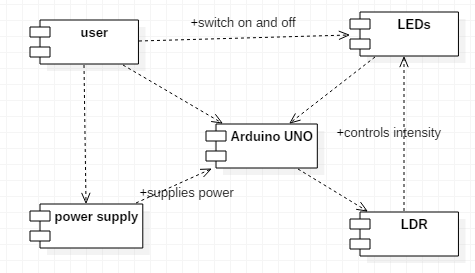 +switch on and off
LEDs
user
Arduino UNO
+controls intensity
+supplies power
power supply
LDR